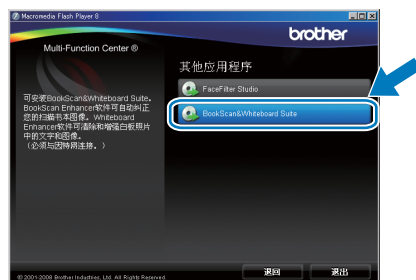 Macromedia Flash Player 8
brother
Multi-Function Center ®
其他应用程序
FaceFilter Studio
BookScan&Whiteboard Suite
可安装BookScan&Whiteboard Suite。
BookScan Enhancer软件可自动纠正
您的扫描书本图像。Whiteboard
Enhancer软件可清除和增强白板照片
中的文字和图像。
(必须与因特网连接。)
© 2001-2008 Brother Industries, Ltd. All Rights Reserved.
退回
退出